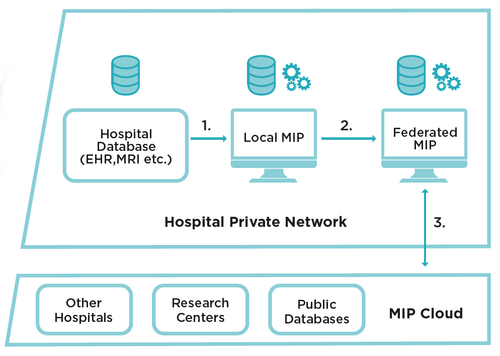 1.
2.
Hospital
Database
(EHR,MRI etc.)
Local MIP
Federated
MIP
Hospital Private Network
3.
Other
Hospitals
Research
Centers
Public
Databases
MIP Cloud